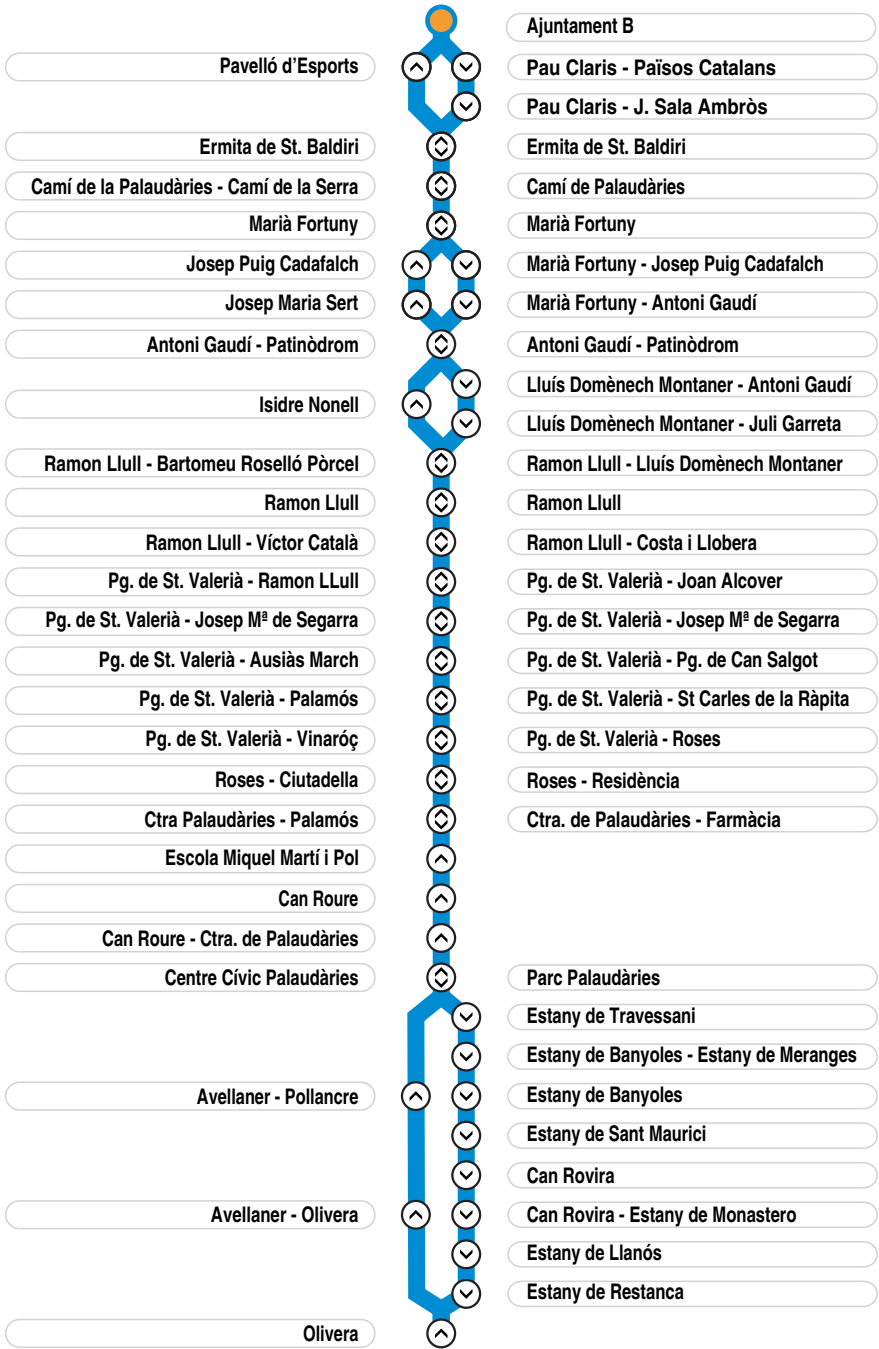 Ajuntament B
Pavelló d'Esports
Pau Claris - Països Catalans
Pau Claris - J. Sala Ambròs
Ermita de St. Baldiri
Ermita de St. Baldiri
Camí de la Palaudàries - Camí de la Serra
Camí de Palaudàries
Marià Fortuny
Marià Fortuny
Josep Puig Cadafalch
Marià Fortuny - Josep Puig Cadafalch
Josep Maria Sert
Marià Fortuny - Antoni Gaudí
Antoni Gaudí - Patinòdrom
Antoni Gaudí - Patinòdrom
Lluís Domènech Montaner - Antoni Gaudí
Isidre Nonell
Lluís Domènech Montaner - Juli Garreta
Ramon Llull - Bartomeu Roselló Pòrcel
Ramon Llull - Lluís Domènech Montaner
Ramon Llull
Ramon Llull
Ramon Llull - Víctor Català
Ramon Llull - Costa i Llobera
Pg. de St. Valerià - Ramon LLull
Pg. de St. Valerià - Joan Alcover
Pg. de St. Valerià - Josep Mª de Segarra
Pg. de St. Valerià - Josep Mª de Segarra
Pg. de St. Valerià - Ausiàs March
Pg. de St. Valerià - Pg. de Can Salgot
Pg. de St. Valerià - Palamós
Pg. de St. Valerià - St Carles de la Ràpita
Pg. de St. Valerià - Vinaróç
Pg. de St. Valerià - Roses
Roses - Ciutadella
Roses - Residència
Ctra Palaudàries - Palamós
Ctra. de Palaudàries - Farmàcia
Escola Miquel Martí i Pol
Can Roure
Can Roure - Ctra. de Palaudàries
Centre Cívic Palaudàries
Parc Palaudàries
Estany de Travessani
Estany de Banyoles - Estany de Meranges
Avellaner - Pollancre
Estany de Banyoles
Estany de Sant Maurici
Can Rovira
Avellaner - Olivera
Can Rovira - Estany de Monastero
Estany de Llanós
Estany de Restanca
Olivera